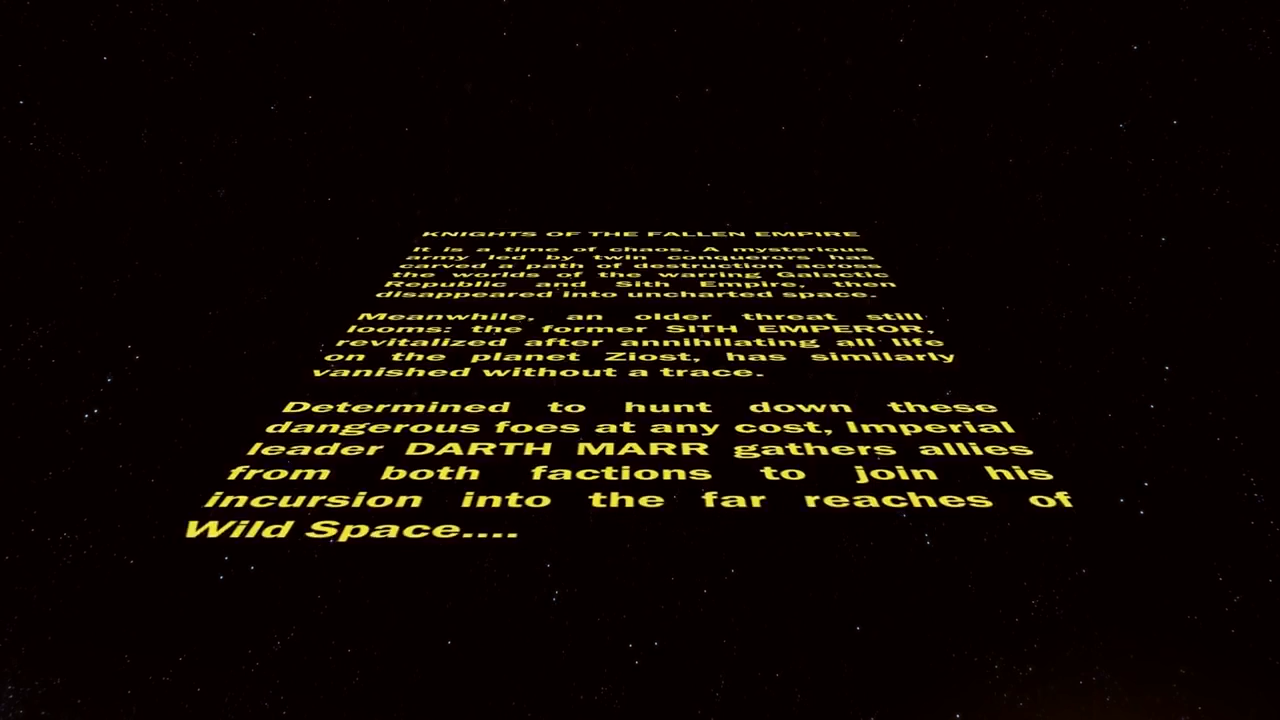 KNIGHTS OF THE FALLEN EMPIRE
It is a time of chaos. A mysterious
army led by twin conquerors has
carved a path of destruction across
the worlds of the warring Galactic
Republic and Sith Empire, then
disappeared into uncharted space.
Meanwhile, an older threat still
looms: the former SITH EMPEROR,
revitalized after annihilating all life
on the planet Ziost, has similarly
vanished without a trace.
Determined to hunt down these
dangerous foes at any cost, Imperial
leader DARTH MARR gathers allies
from both factions to join his
incursion into the far reaches of
Wild Space....